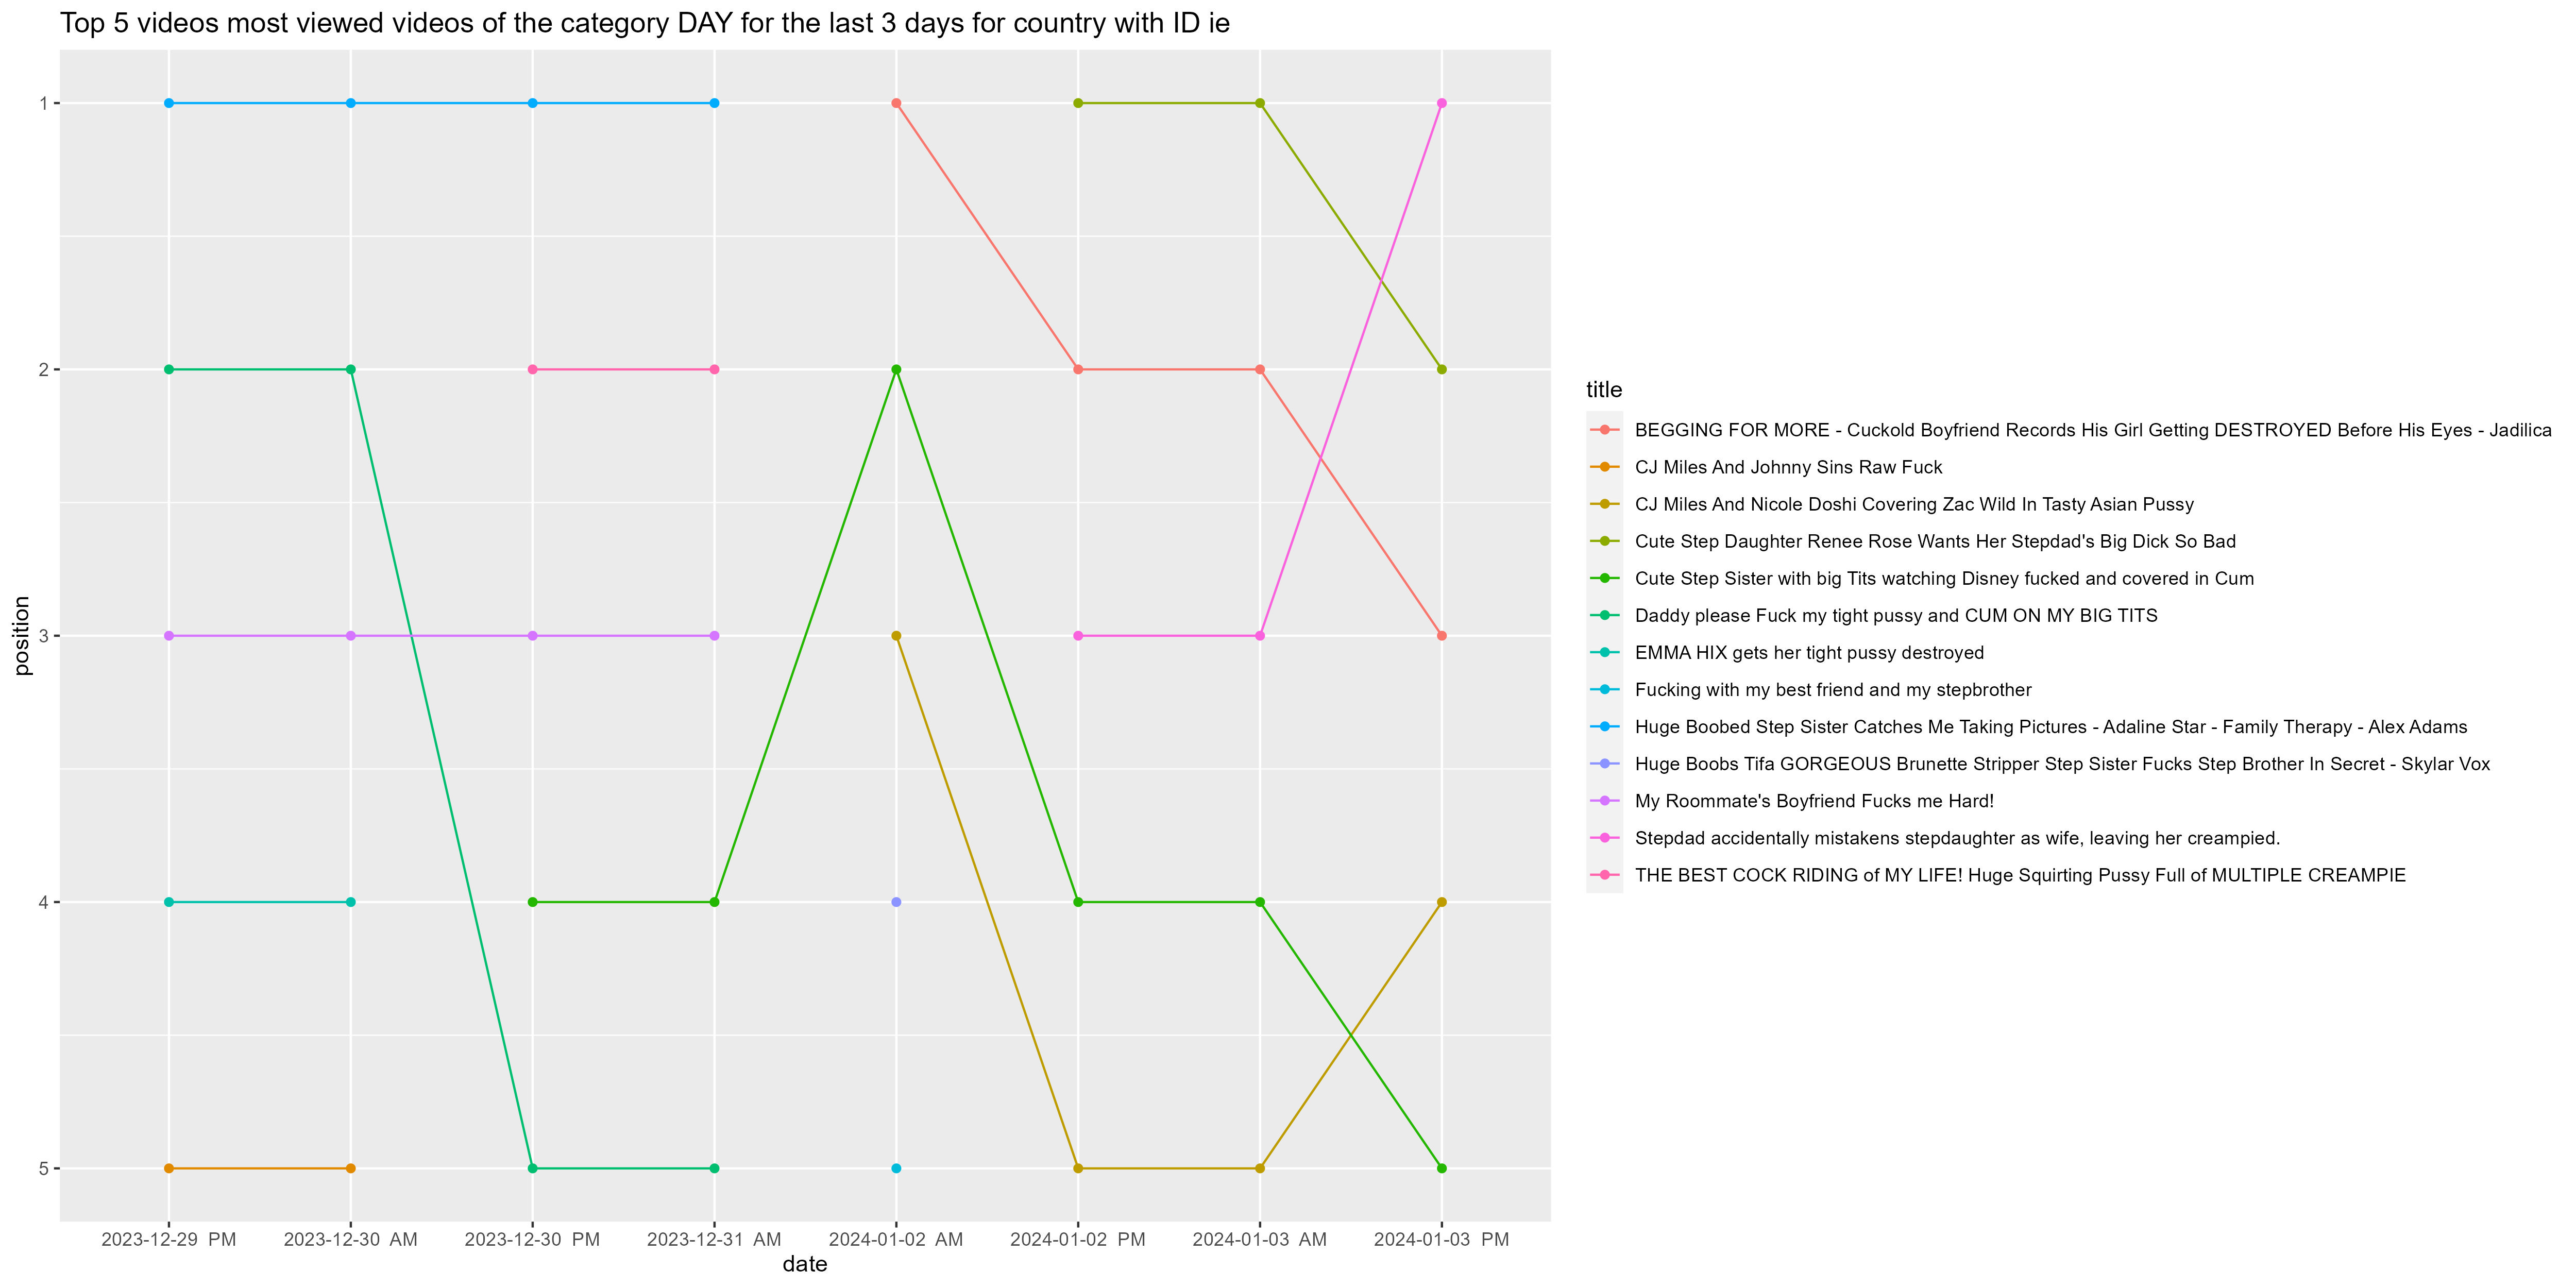 Top 5 videos most viewed videos of the category DAY for the last 3 days for country with ID ie
1
2
3
4
5
position
2023-12-29 PM
2023-12-30 AM
2023-12-30 PM
2023-12-31 AM
2024-01-02 AM
2024-01-02 PM
2024-01-03 AM
2024-01-03 PM
date
title
BEGGING FOR MORE - Cuckold Boyfriend Records His Girl Getting DESTROYED Before His Eyes - Jadilica
CJ Miles And Johnny Sins Raw Fuck
CJ Miles And Nicole Doshi Covering Zac Wild In Tasty Asian Pussy
Cute Step Daughter Renee Rose Wants Her Stepdad's Big Dick So Bad
Cute Step Sister with big Tits watching Disney fucked and covered in Cum
Daddy please Fuck my tight pussy and CUM ON MY BIG TITS
EMMA HIX gets her tight pussy destroyed
Fucking with my best friend and my stepbrother
Huge Boobed Step Sister Catches Me Taking Pictures - Adaline Star - Family Therapy - Alex Adams
Huge Boobs Tifa GORGEOUS Brunette Stripper Step Sister Fucks Step Brother In Secret - Skylar Vox
My Roommate's Boyfriend Fucks me Hard!
Stepdad accidentally mistakens stepdaughter as wife, leaving her creampied.
THE BEST COCK RIDING of MY LIFE! Huge Squirting Pussy Full of MULTIPLE CREAMPIE